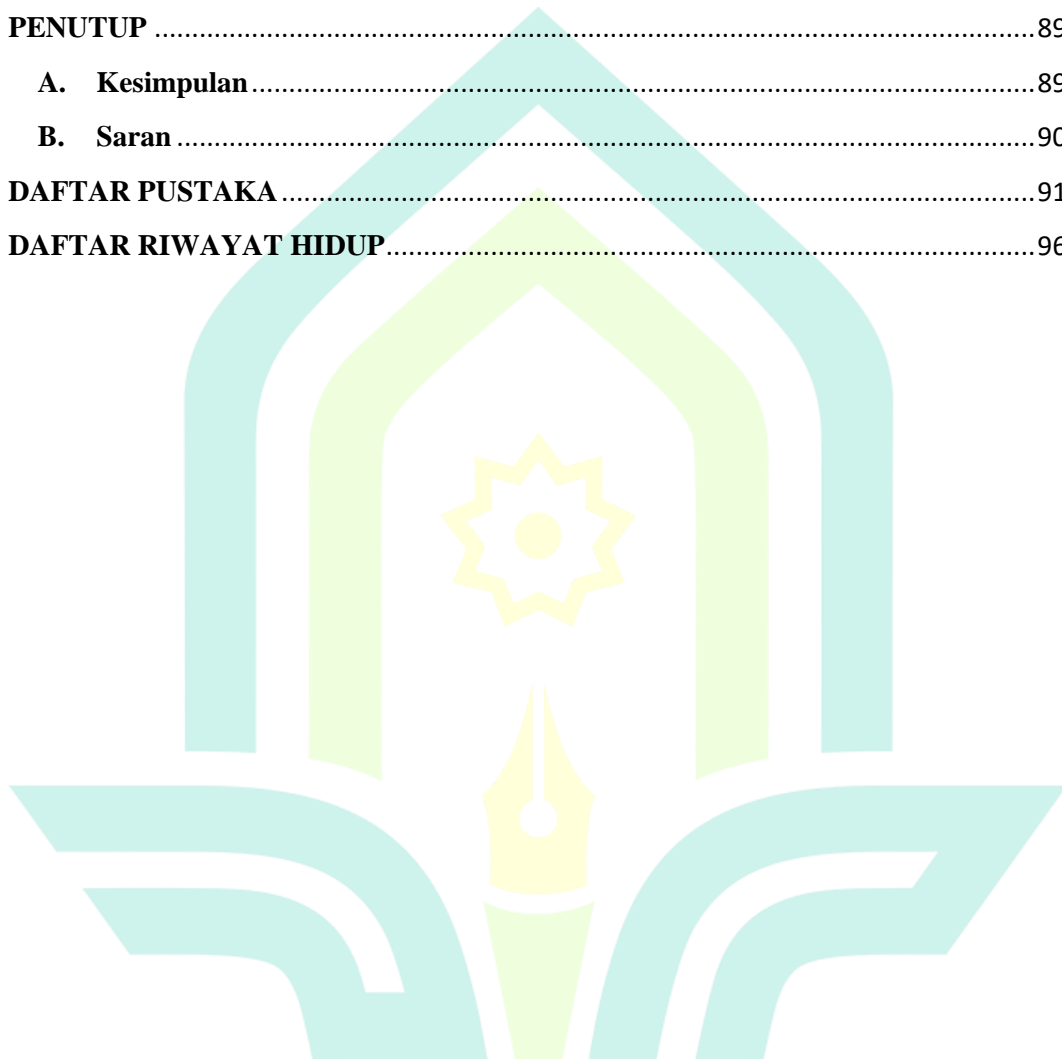 PENUTUP ........................................................................................................................ 89
A. Kesimpulan ........................................................................................................................ 89
B. Saran ........................................................................................................................ 90
DAFTAR PUSTAKA ........................................................................................................................ 91
DAFTAR RIWAYAT HIDUP ........................................................................................................................ 96